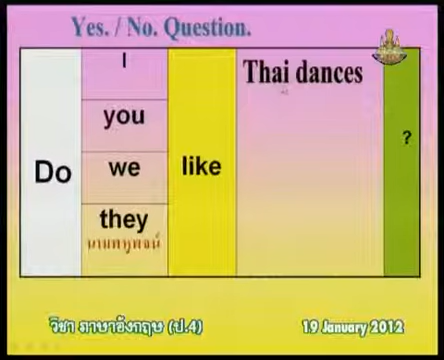 Yes. / No. Question.
I
Thai dances
you
?
Do
we
like
they
วิชา ภาษาอังกฤษ (ป.4)
19 January 2012